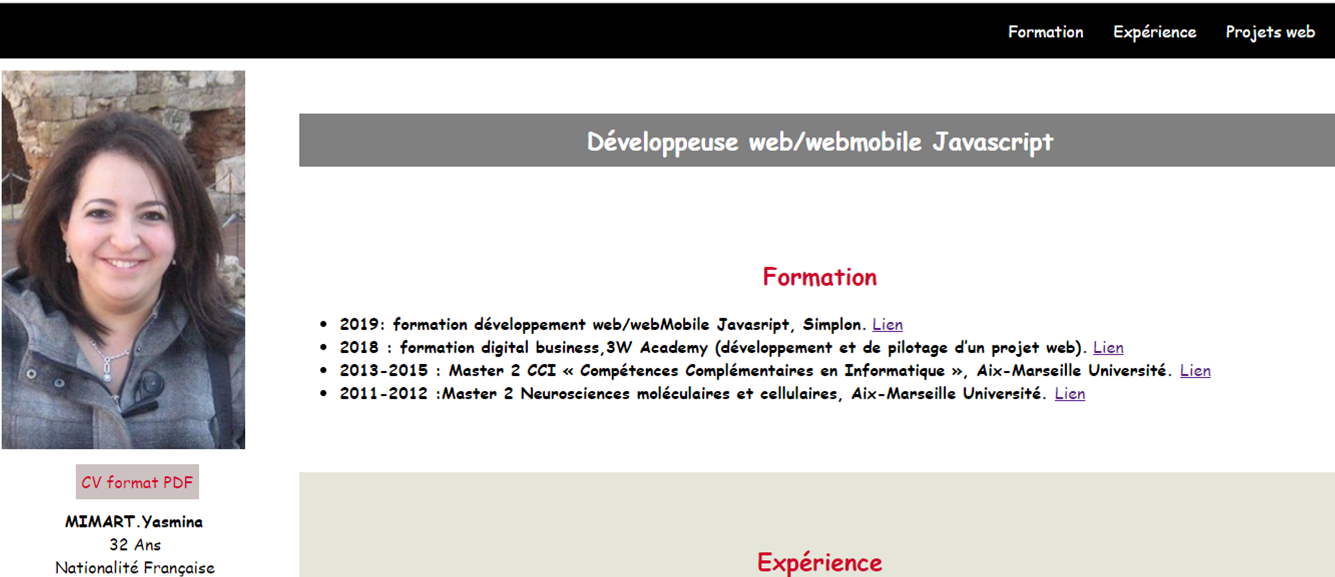 Formation Expérience Projets web
Développeuse web/webmobile Javascript
Formation
2019: formation développement web/webMobile Javasript, Simplon. Lien
2018 : formation digital business,3W Academy (développement et de pilotage d'un projet web). Lien
2013-2015 : Master 2 CCI « Compétences Complémentaires en Informatique », Aix-Marseille Université. Lien
2011-2012 :Master 2 Neurosciences moléculaires et cellulaires, Aix-Marseille Université. Lien
CV format PDF
MIMART.Yasmina
32 Ans
Nationalité Française
Expérience